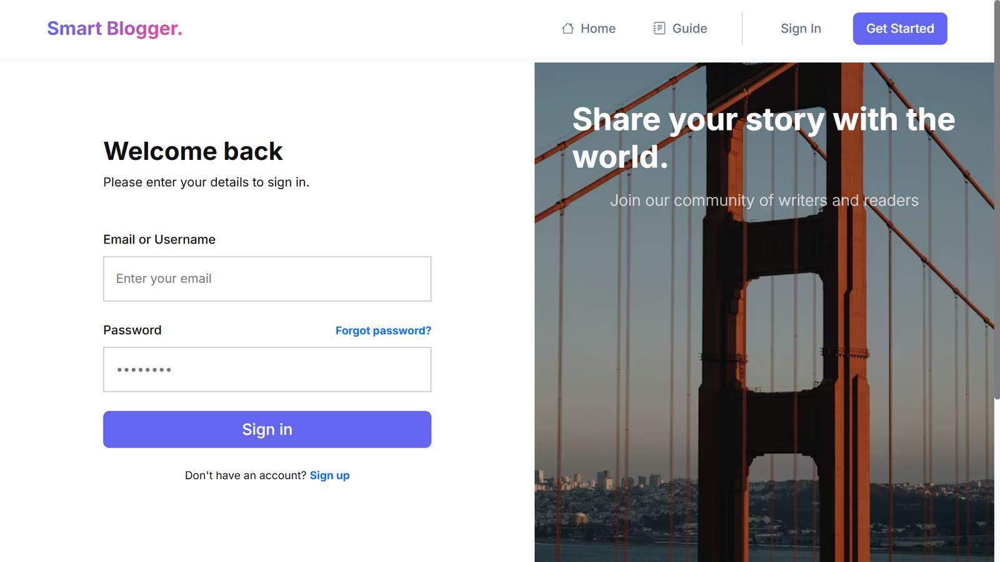 Smart Blogger.
Home
Guide
Sign In
Get Started
Welcome back
Please enter your details to sign in.
Email or Username
Enter your email
Password
Forgot password?
••••••••
Sign in
Don't have an account? Sign up
Share your story with the
world.
Join our community of writers and readers